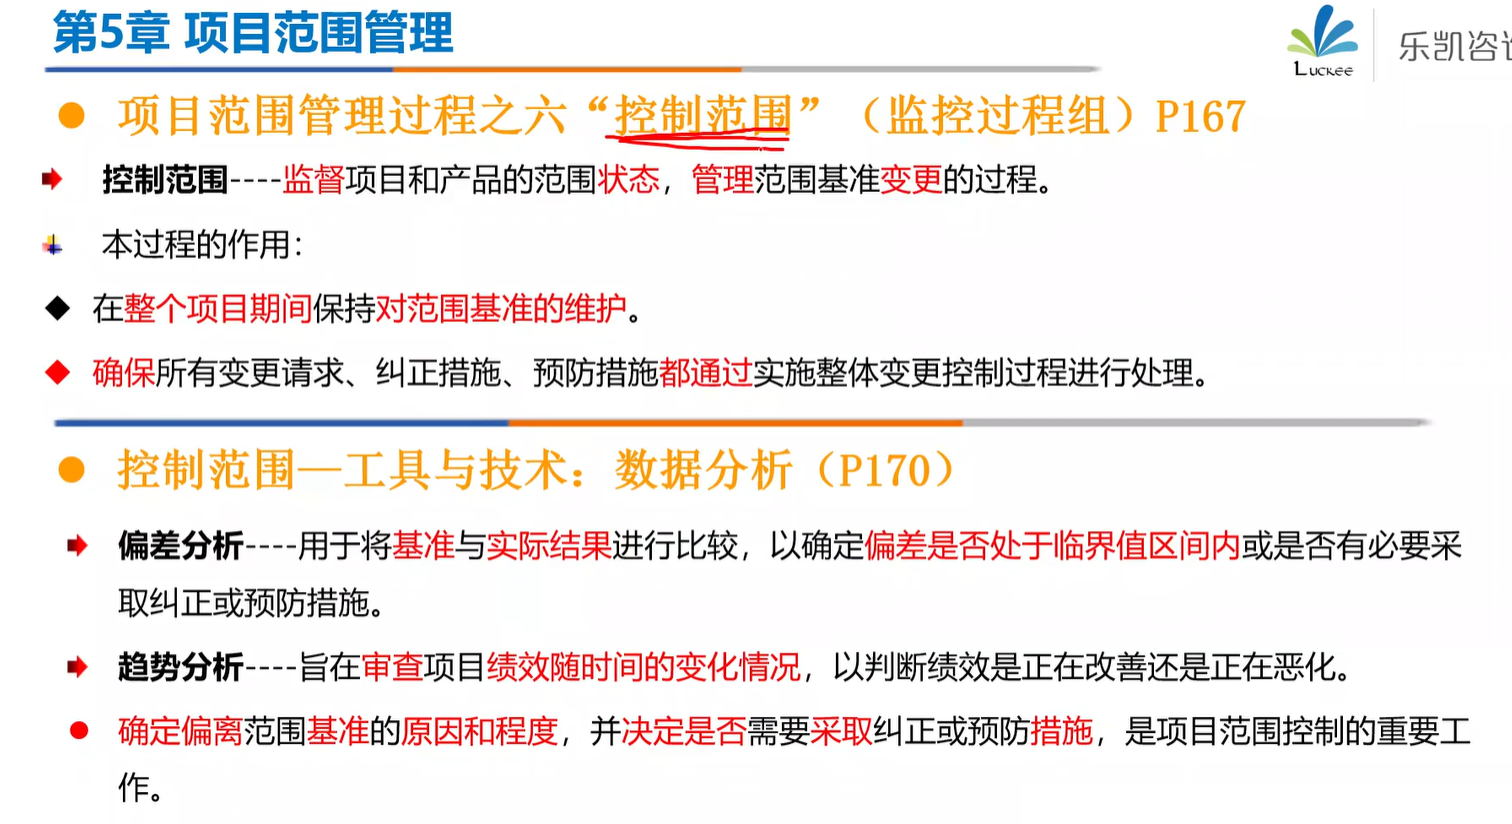 第5章 项目范围管理
Luckee
乐凯咨
项目范围管理过程之六“控制范围”（监控过程组）P167
控制范围----监督项目和产品的范围状态，管理范围基准变更的过程。
本过程的作用：
在整个项目期间保持对范围基准的维护。
确保所有变更请求、纠正措施、预防措施都通过实施整体变更控制过程进行处理。
控制范围—工具与技术：数据分析（P170）
偏差分析----用于将基准与实际结果进行比较，以确定偏差是否处于临界值区间内或是否有必要采
取纠正或预防措施。
趋势分析----旨在审查项目绩效随时间的变化情况，以判断绩效是正在改善还是正在恶化。
确定偏离范围基准的原因和程度，并决定是否需要采取纠正或预防措施，是项目范围控制的重要工
作。